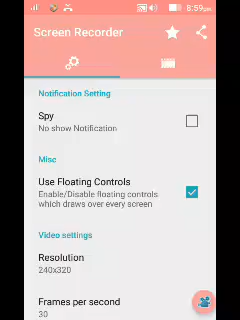 8:59PM
Screen Recorder
Notification Setting
Spy
No show Notification
Misc
Use Floating Controls
Enable/Disable floating controls
which draws over every screen
Video settings
Resolution
240x320
Frames per second
30